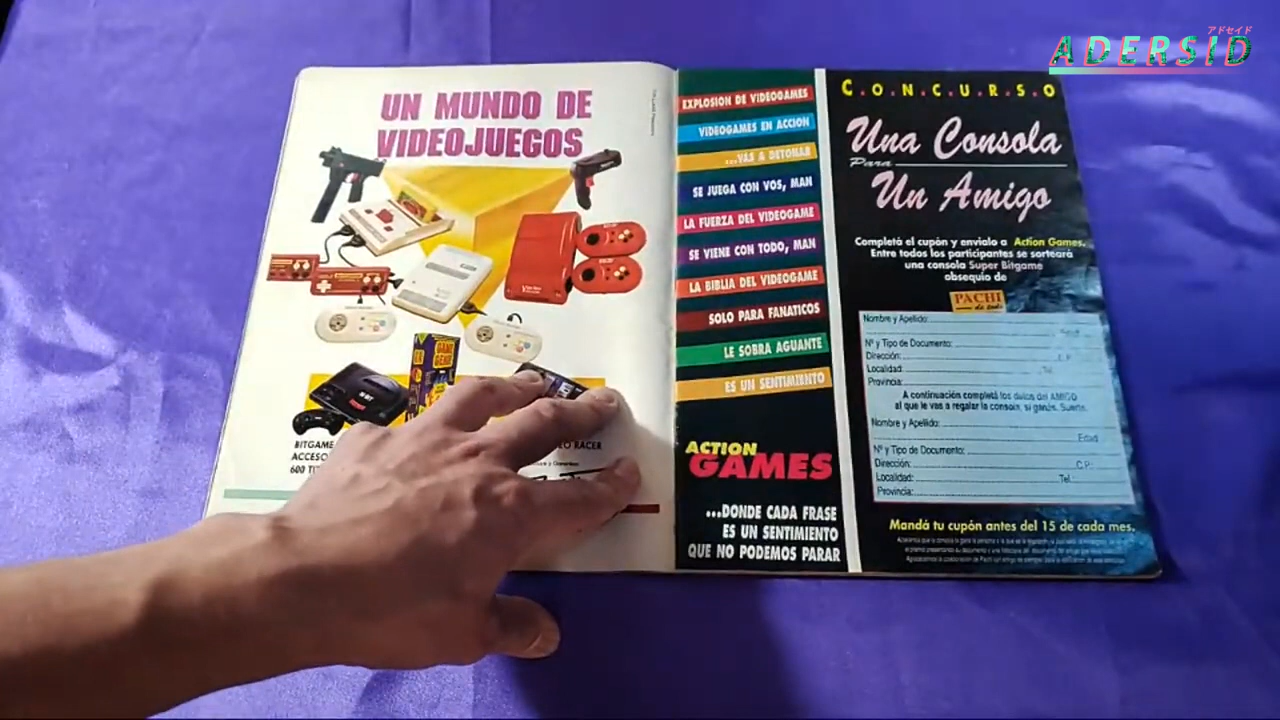 アドセイド
ADERSID
UN MUNDO DE
VIDEOJUEGOS
BITGAME
ACCESO
600 TIT
EO RACER
EXPLOSION DE VIDEOGAMES
VIDEOGAMES EN ACCION
...VAS A DETONAR
SE JUEGA CON VOS, MAN
LA FUERZA DEL VIDEOGAME
SE VIENE CON TODO, MAN
LA BIBLIA DEL VIDEOGAME
SOLO PARA FANATICOS
LE SOBRA AGUANTE
ES UN SENTIMIENTO
ACTION
GAMES
...DONDE CADA FRASE
ES UN SENTIMIENTO
QUE NO PODEMOS PARAR
C.O.N.C.U.R.S.O
Una Consola
Para
Un Amigo
Completá el cupón y envialo a Action Games.
Entre todos los participantes se sorteará
una consola Super Bitgame
obsequio de
PACHI
Nombre y Apellido:
Edad
Nº y Tipo de Documento:
Dirección: C.P.
Localidad: Tel.
Provincia:
A continuación completá los datos del AMIGO
al que le vas a regalar la consola, si ganás. Suerte.
Nombre y Apellido:
Edad
Nº y Tipo de Documento:
Dirección: C.P.
Localidad: Tel.
Provincia:
Mandá tu cupón antes del 15 de cada mes.